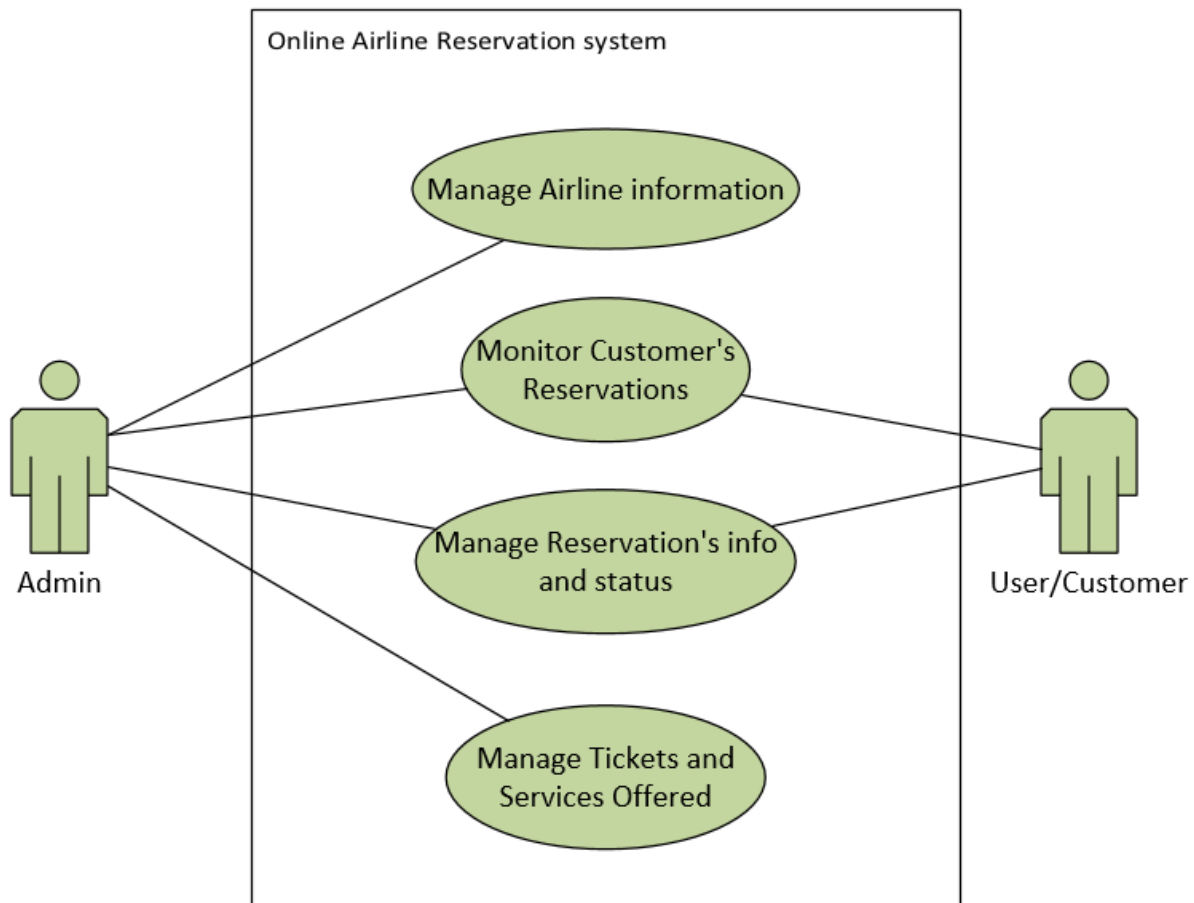 Online Airline Reservation system
Manage Airline information
Monitor Customer's
Reservations
Manage Reservation's info
and status
Admin
User/Customer
Manage Tickets and
Services Offered